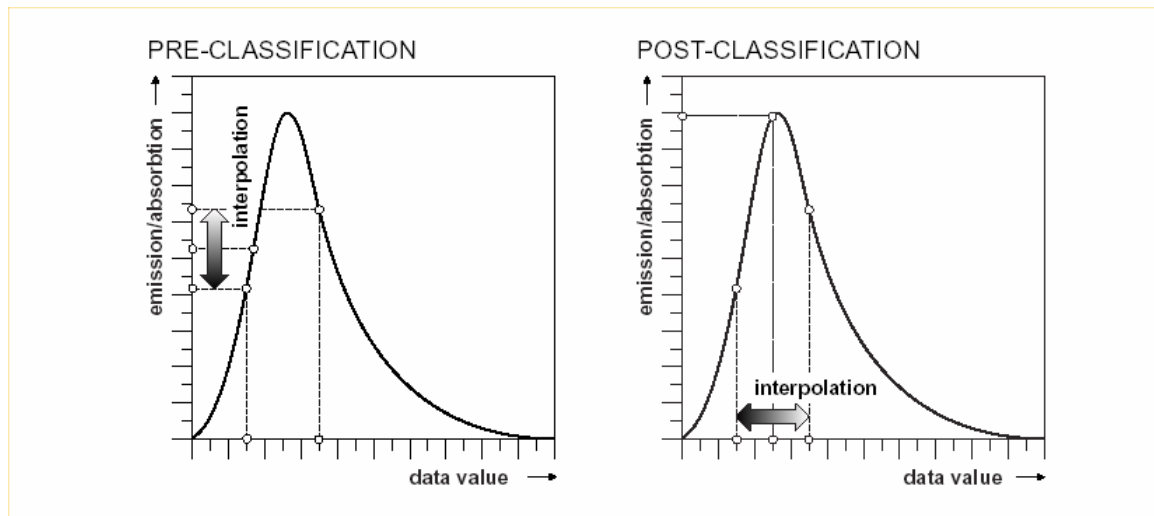 PRE-CLASSIFICATION
emission/absorbtion
interpolation
data value
POST-CLASSIFICATION
emission/absorbtion
interpolation
data value